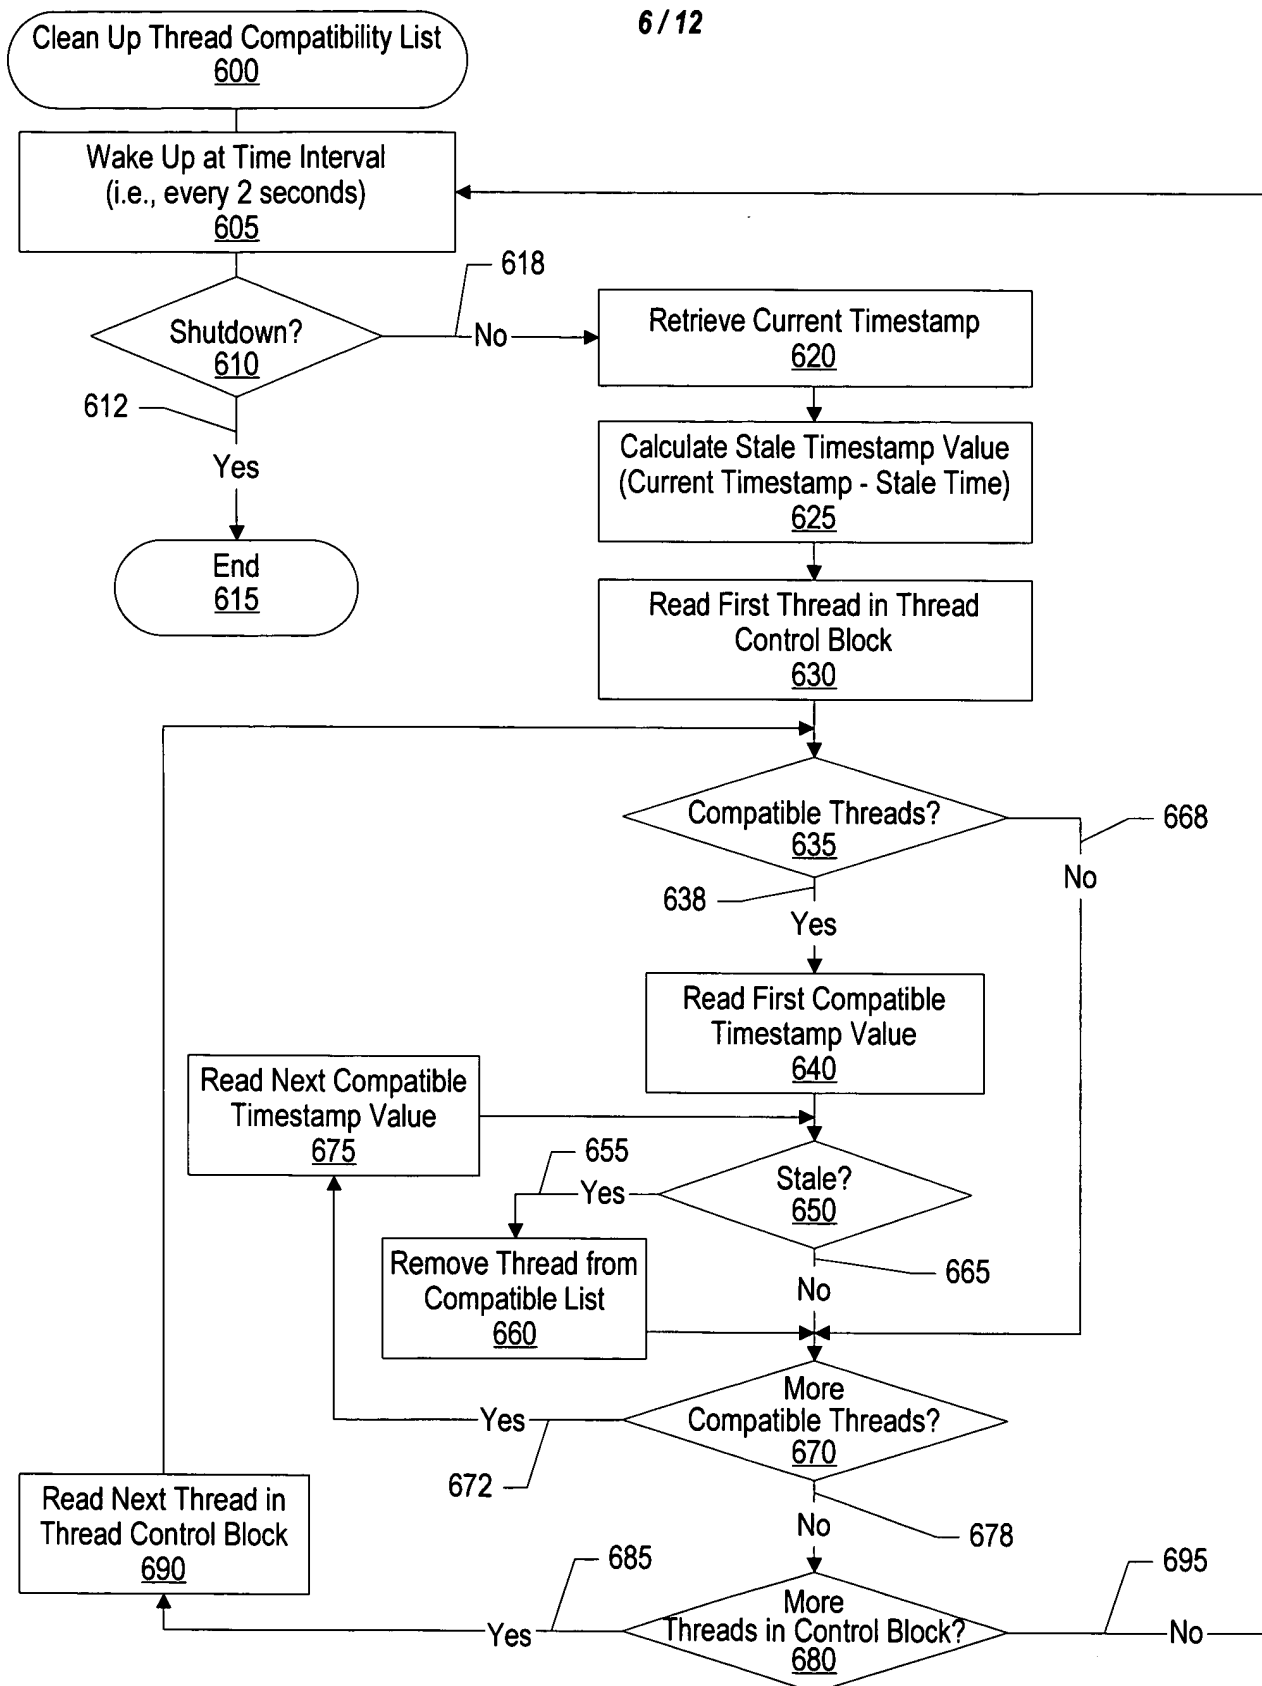 6 / 12
Clean Up Thread Compatibility List
600
Wake Up at Time Interval
(i.e., every 2 seconds)
605
618
Shutdown?
610
No
Retrieve Current Timestamp
620
612
Yes
Calculate Stale Timestamp Value
(Current Timestamp - Stale Time)
625
End
615
Read First Thread in Thread
Control Block
630
Compatible Threads?
635
668
No
638
Yes
Read First Compatible
Timestamp Value
640
Read Next Compatible
Timestamp Value
675
655
Yes
Stale?
650
665
No
Remove Thread from
Compatible List
660
More
Compatible Threads?
670
Yes
672
678
No
Read Next Thread in
Thread Control Block
690
685
Yes
More
Threads in Control Block?
680
695
No